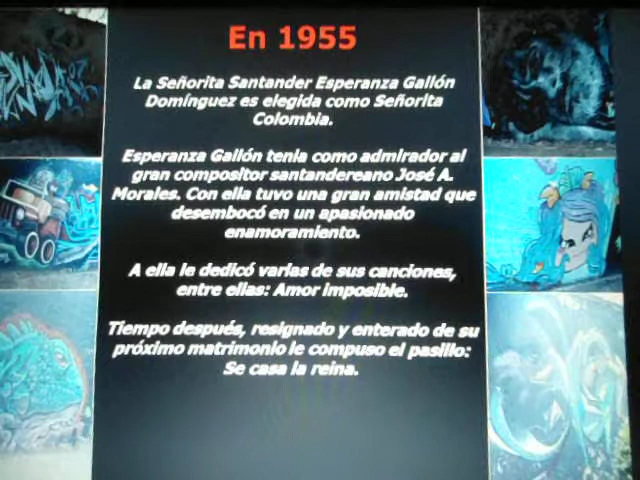 En 1955
La Señorita Santander Esperanza Gallón
Domínguez es elegida como Señorita
Colombia.
Esperanza Gallón tenía como admirador al
gran compositor santandereano José A.
Morales. Con ella tuvo una gran amistad que
desembocó en un apasionado
enamoramiento.
A ella le dedicó varias de sus canciones,
entre ellas: Amor imposible.
Tiempo después, resignado y enterado de su
próximo matrimonio le compuso el pasillo:
Se casa la reina.